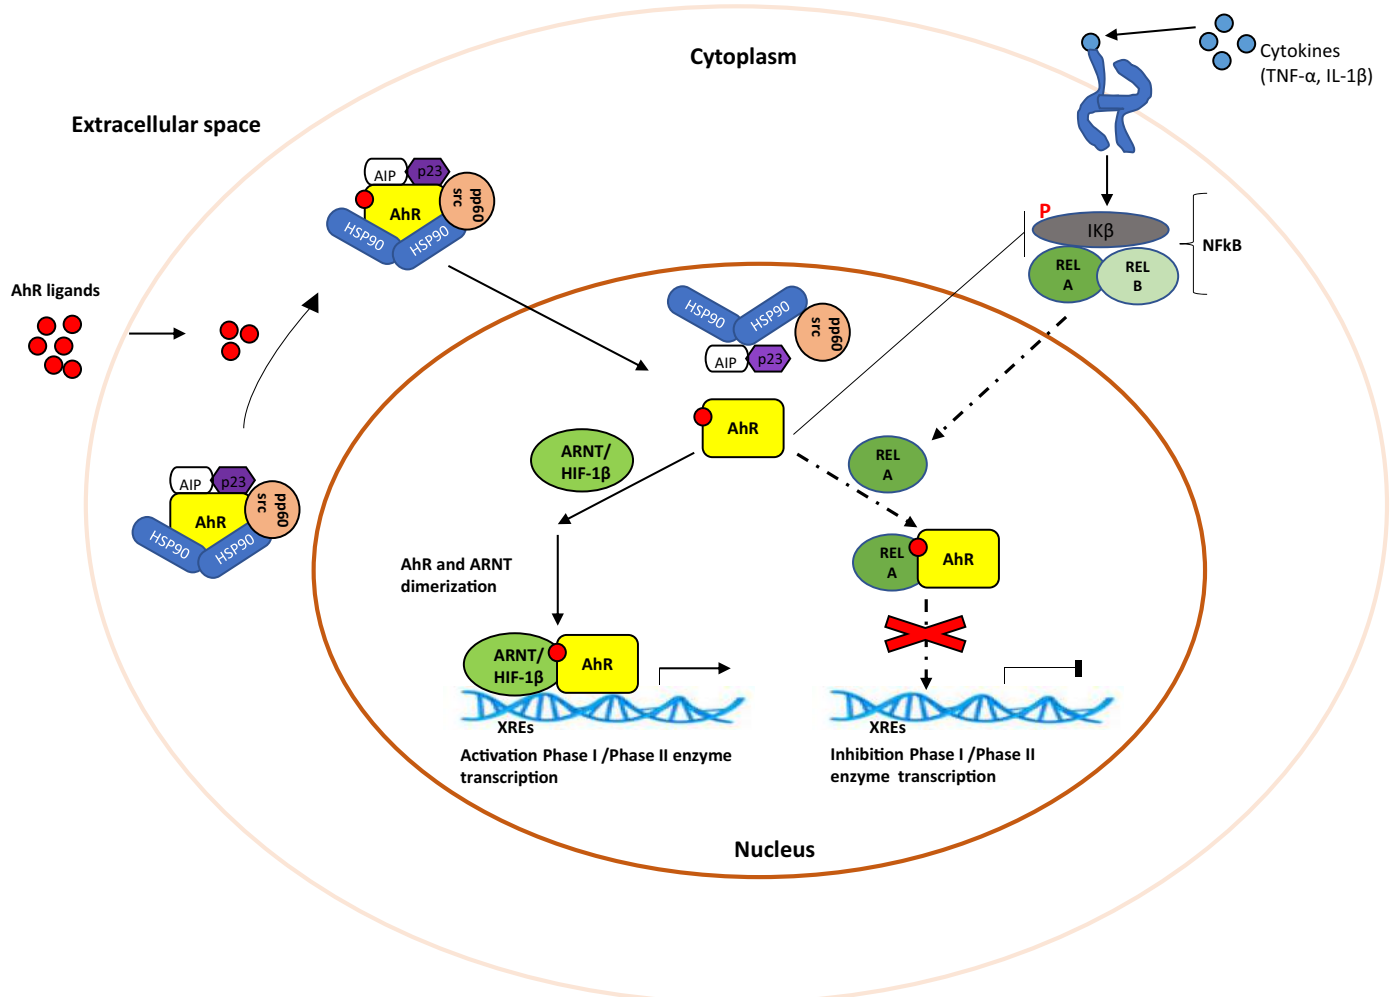 Cytoplasm
Cytokines
(TNF-α, IL-1β)
Extracellular space
AIP
p23
pp60
src
AhR
HSP90
HSP90
P
IKβ
REL
A
REL
B
NFkB
AhR ligands
HSP90
HSP90
pp60
src
AIP
p23
AhR
ARNT/
HIF-1β
REL
A
AIP
p23
pp60
src
AhR
HSP90
HSP90
REL
A
AhR
AhR and ARNT
dimerization
ARNT/
HIF-1β
AhR
XREs
Activation Phase I /Phase II enzyme
transcription
XREs
Inhibition Phase I /Phase II
enzyme transcription
Nucleus